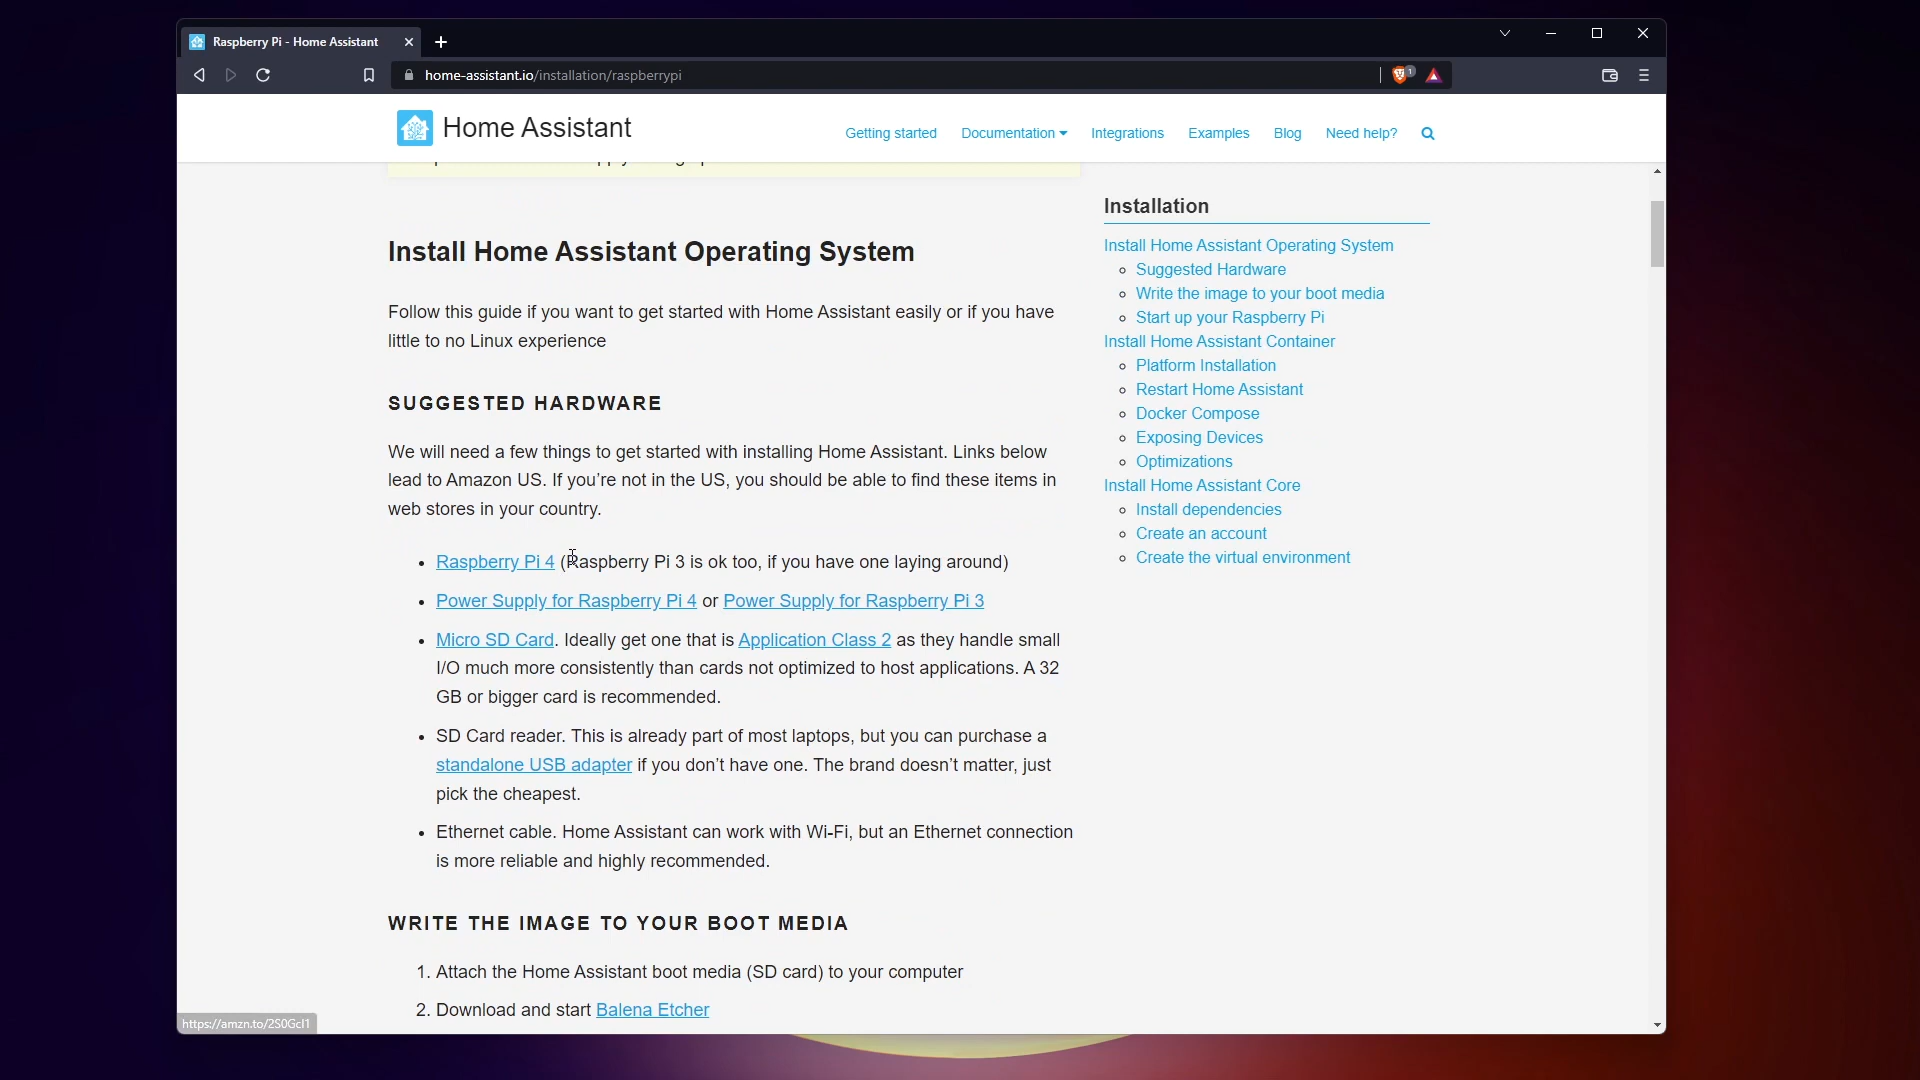 Raspberry Pi - Home Assistant
home-assistant.io/installation/raspberrypi
1
Home Assistant
Getting started
Documentation
Integrations
Examples
Blog
Need help?
Install Home Assistant Operating System
Follow this guide if you want to get started with Home Assistant easily or if you have
little to no Linux experience
SUGGESTED HARDWARE
We will need a few things to get started with installing Home Assistant. Links below
lead to Amazon US. If you're not in the US, you should be able to find these items in
web stores in your country.
Raspberry Pi 4 (Raspberry Pi 3 is ok too, if you have one laying around)
Power Supply for Raspberry Pi 4 or Power Supply for Raspberry Pi 3
Micro SD Card. Ideally get one that is Application Class 2 as they handle small
I/O much more consistently than cards not optimized to host applications. A 32
GB or bigger card is recommended.
SD Card reader. This is already part of most laptops, but you can purchase a
standalone USB adapter if you don't have one. The brand doesn't matter, just
pick the cheapest.
Ethernet cable. Home Assistant can work with Wi-Fi, but an Ethernet connection
is more reliable and highly recommended.
WRITE THE IMAGE TO YOUR BOOT MEDIA
1. Attach the Home Assistant boot media (SD card) to your computer
2. Download and start Balena Etcher
Installation
Install Home Assistant Operating System
Suggested Hardware
Write the image to your boot media
Start up your Raspberry Pi
Install Home Assistant Container
Platform Installation
Restart Home Assistant
Docker Compose
Exposing Devices
Optimizations
Install Home Assistant Core
Install dependencies
Create an account
Create the virtual environment